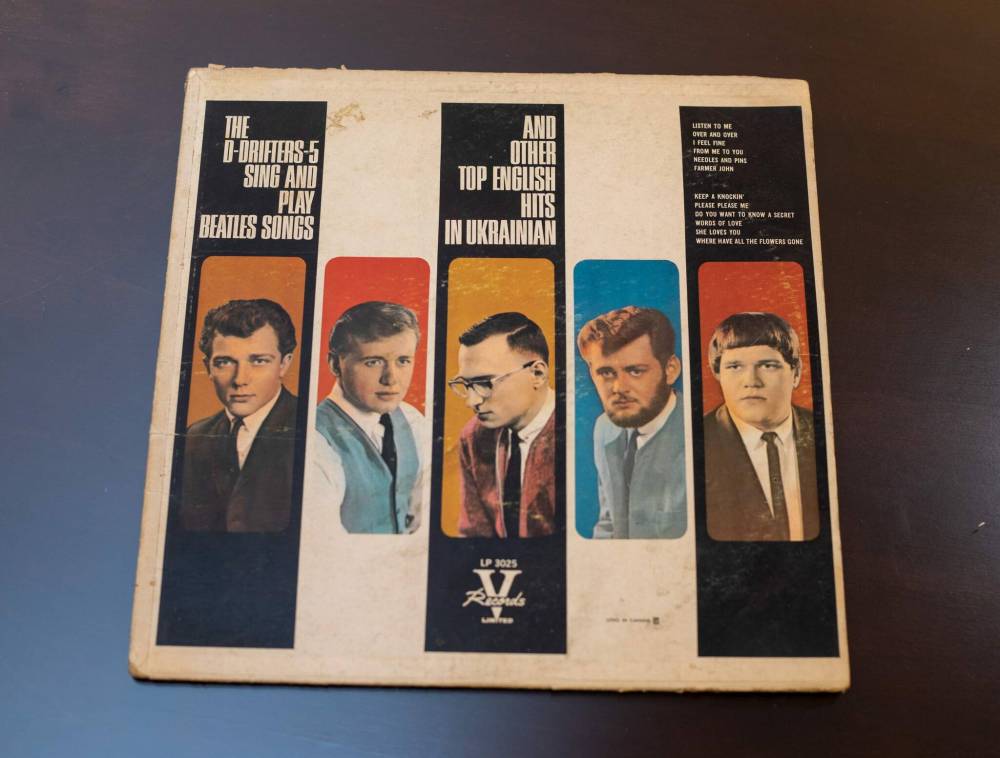 THE
D-DRIFTERS-5
SING AND
PLAY
BEATLES SONGS
AND
OTHER
TOP ENGLISH
HITS
IN UKRAINIAN
LISTEN TO ME
OVER AND OVER
I FEEL FINE
FROM ME TO YOU
NEEDLES AND PINS
FARMER JOHN
KEEP A KNOCKIN'
PLEASE PLEASE ME
DO YOU WANT TO KNOW A SECRET
WORDS OF LOVE
SHE LOVES YOU
WHERE HAVE ALL THE FLOWERS GONE
LP 3025
V
Records
LIMITED
IN CANADA